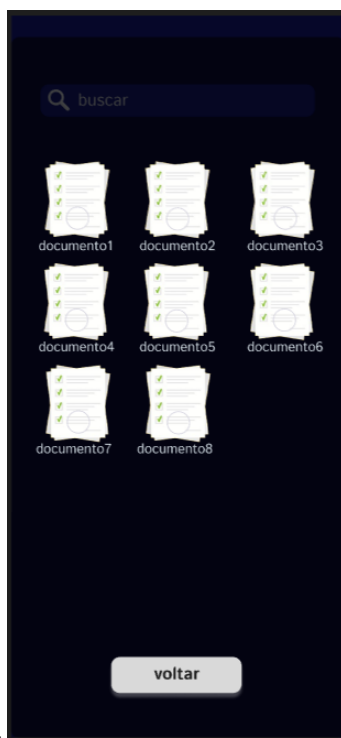 buscar
documento1 documento2 documento3
documento4 documento5 documento6
documento7 documento8
voltar